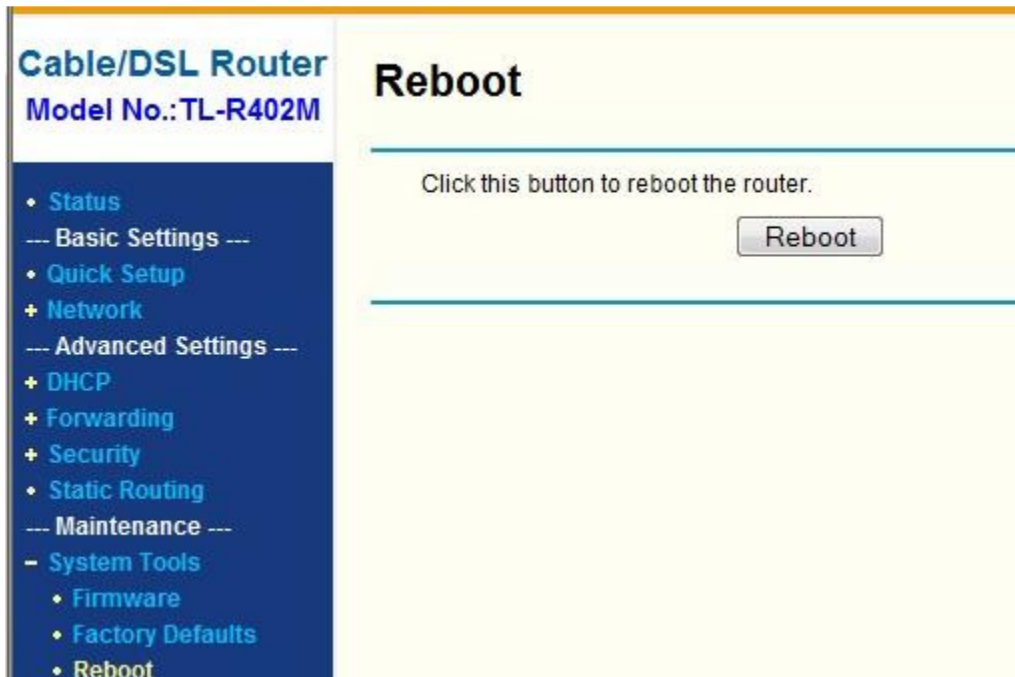 Cable/DSL Router
Model No.:TL-R402M
• Status
--- Basic Settings ---
• Quick Setup
+ Network
--- Advanced Settings ---
+ DHCP
+ Forwarding
+ Security
• Static Routing
--- Maintenance ---
– System Tools
• Firmware
• Factory Defaults
• Reboot
Reboot
Click this button to reboot the router.
Reboot